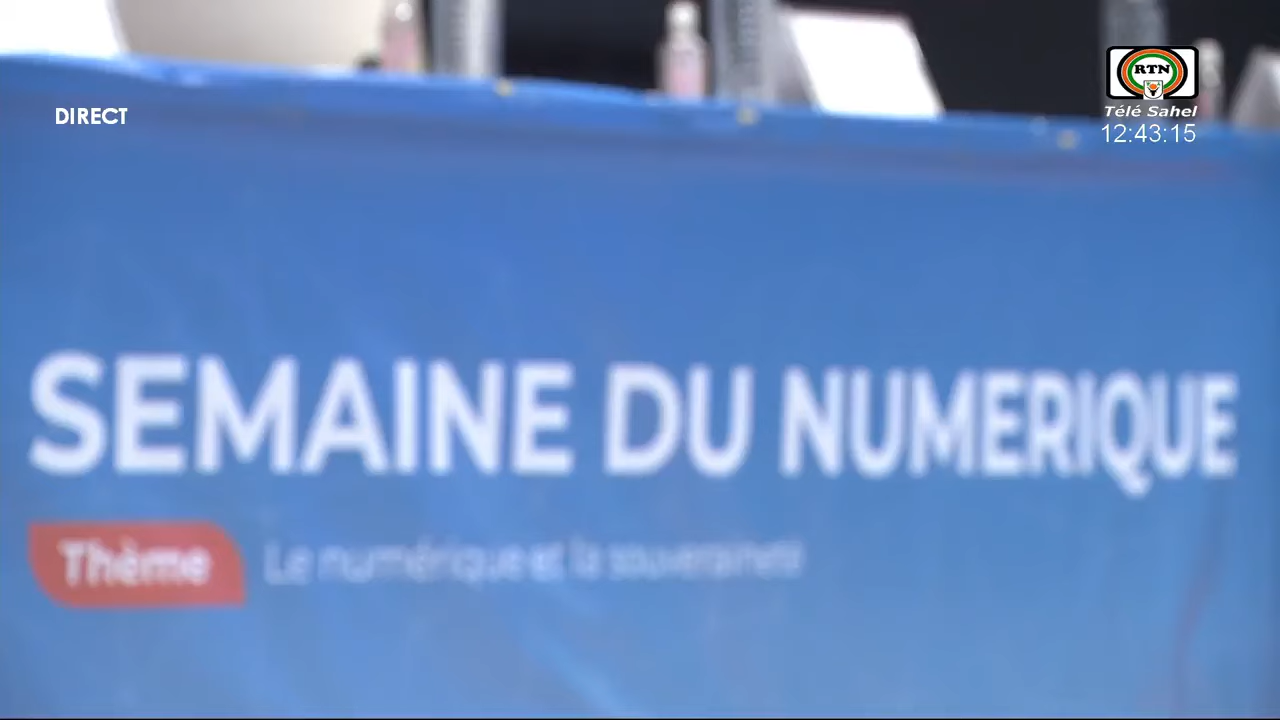 RTN
Télé Sahel
DIRECT
12:43:15
SEMAINE DU NUMERIQUE
Thème Le numérique et la souveraineté